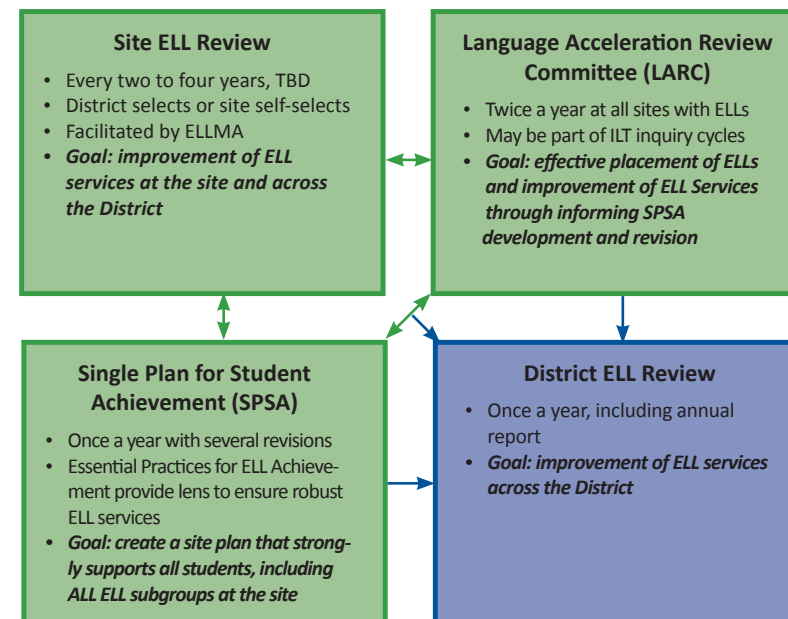 Site ELL Review
• Every two to four years, TBD
• District selects or site self-selects
• Facilitated by ELLMA
• Goal: improvement of ELL
services at the site and across
the District
Language Acceleration Review
Committee (LARC)
• Twice a year at all sites with ELLs
• May be part of ILT inquiry cycles
• Goal: effective placement of ELLs
and improvement of ELL Services
through informing SPSA
development and revision
Single Plan for Student
Achievement (SPSA)
• Once a year with several revisions
• Essential Practices for ELL Achieve-
ment provide lens to ensure robust
ELL services
• Goal: create a site plan that strong-
ly supports all students, including
ALL ELL subgroups at the site
District ELL Review
• Once a year, including annual
report
• Goal: improvement of ELL services
across the District